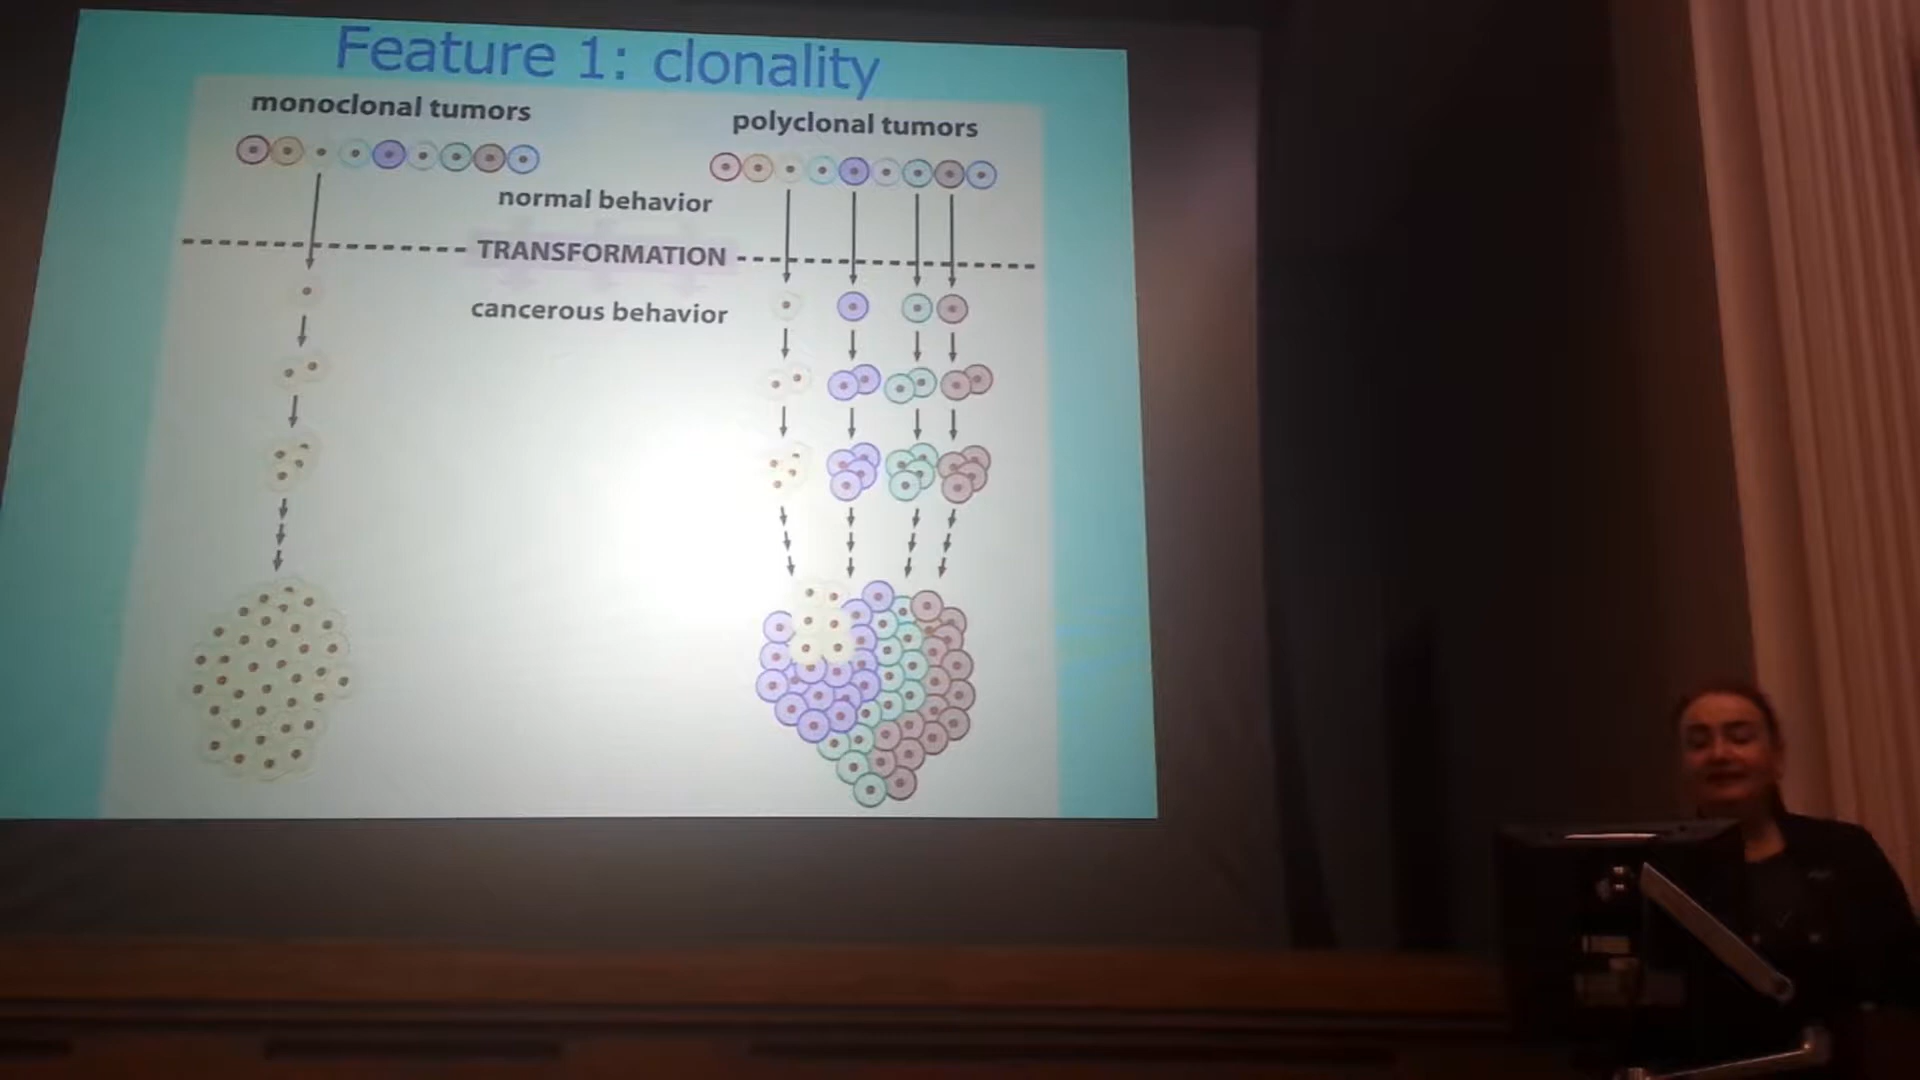 Feature 1: clonality
monoclonal tumors
polyclonal tumors
normal behavior
TRANSFORMATION
cancerous behavior